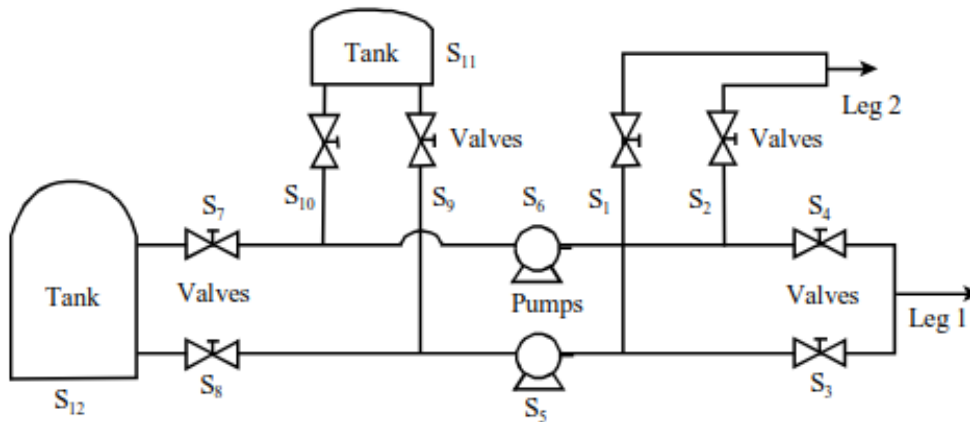 Tank
S₁₁
Leg 2
Valves
Valves
S₁₀
S₉
S₆
S₁
S₂
S₇
S₄
Tank
Valves
Pumps
Valves
Leg 1
S₁₂
S₈
S₅
S₃